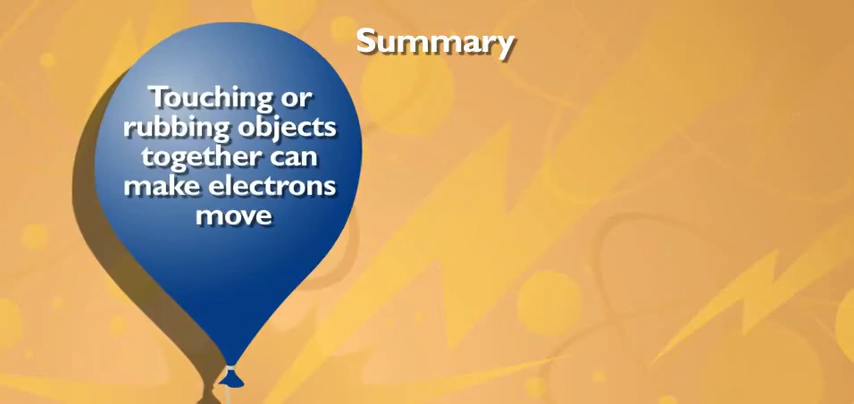 Summary
Touching or
rubbing objects
together can
make electrons
move